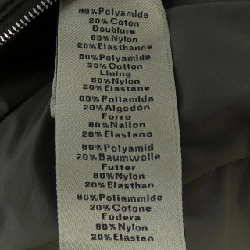 80%Polyamide
20%Coton
Doublure
80%Nylon
20%Elasthanne
80%Polyamide
20%Cotton
Lining
80%Nylon
20%Elastane
80%Poliamide
20%Algodón
Forro
80%Nailon
20%Elastano
80%Polyamid
20%Baumwolle
Futter
80%Nylon
20%Elasthan
80%Poliammide
20%Cotone
Fodera
80%Nylon
20%Elastan